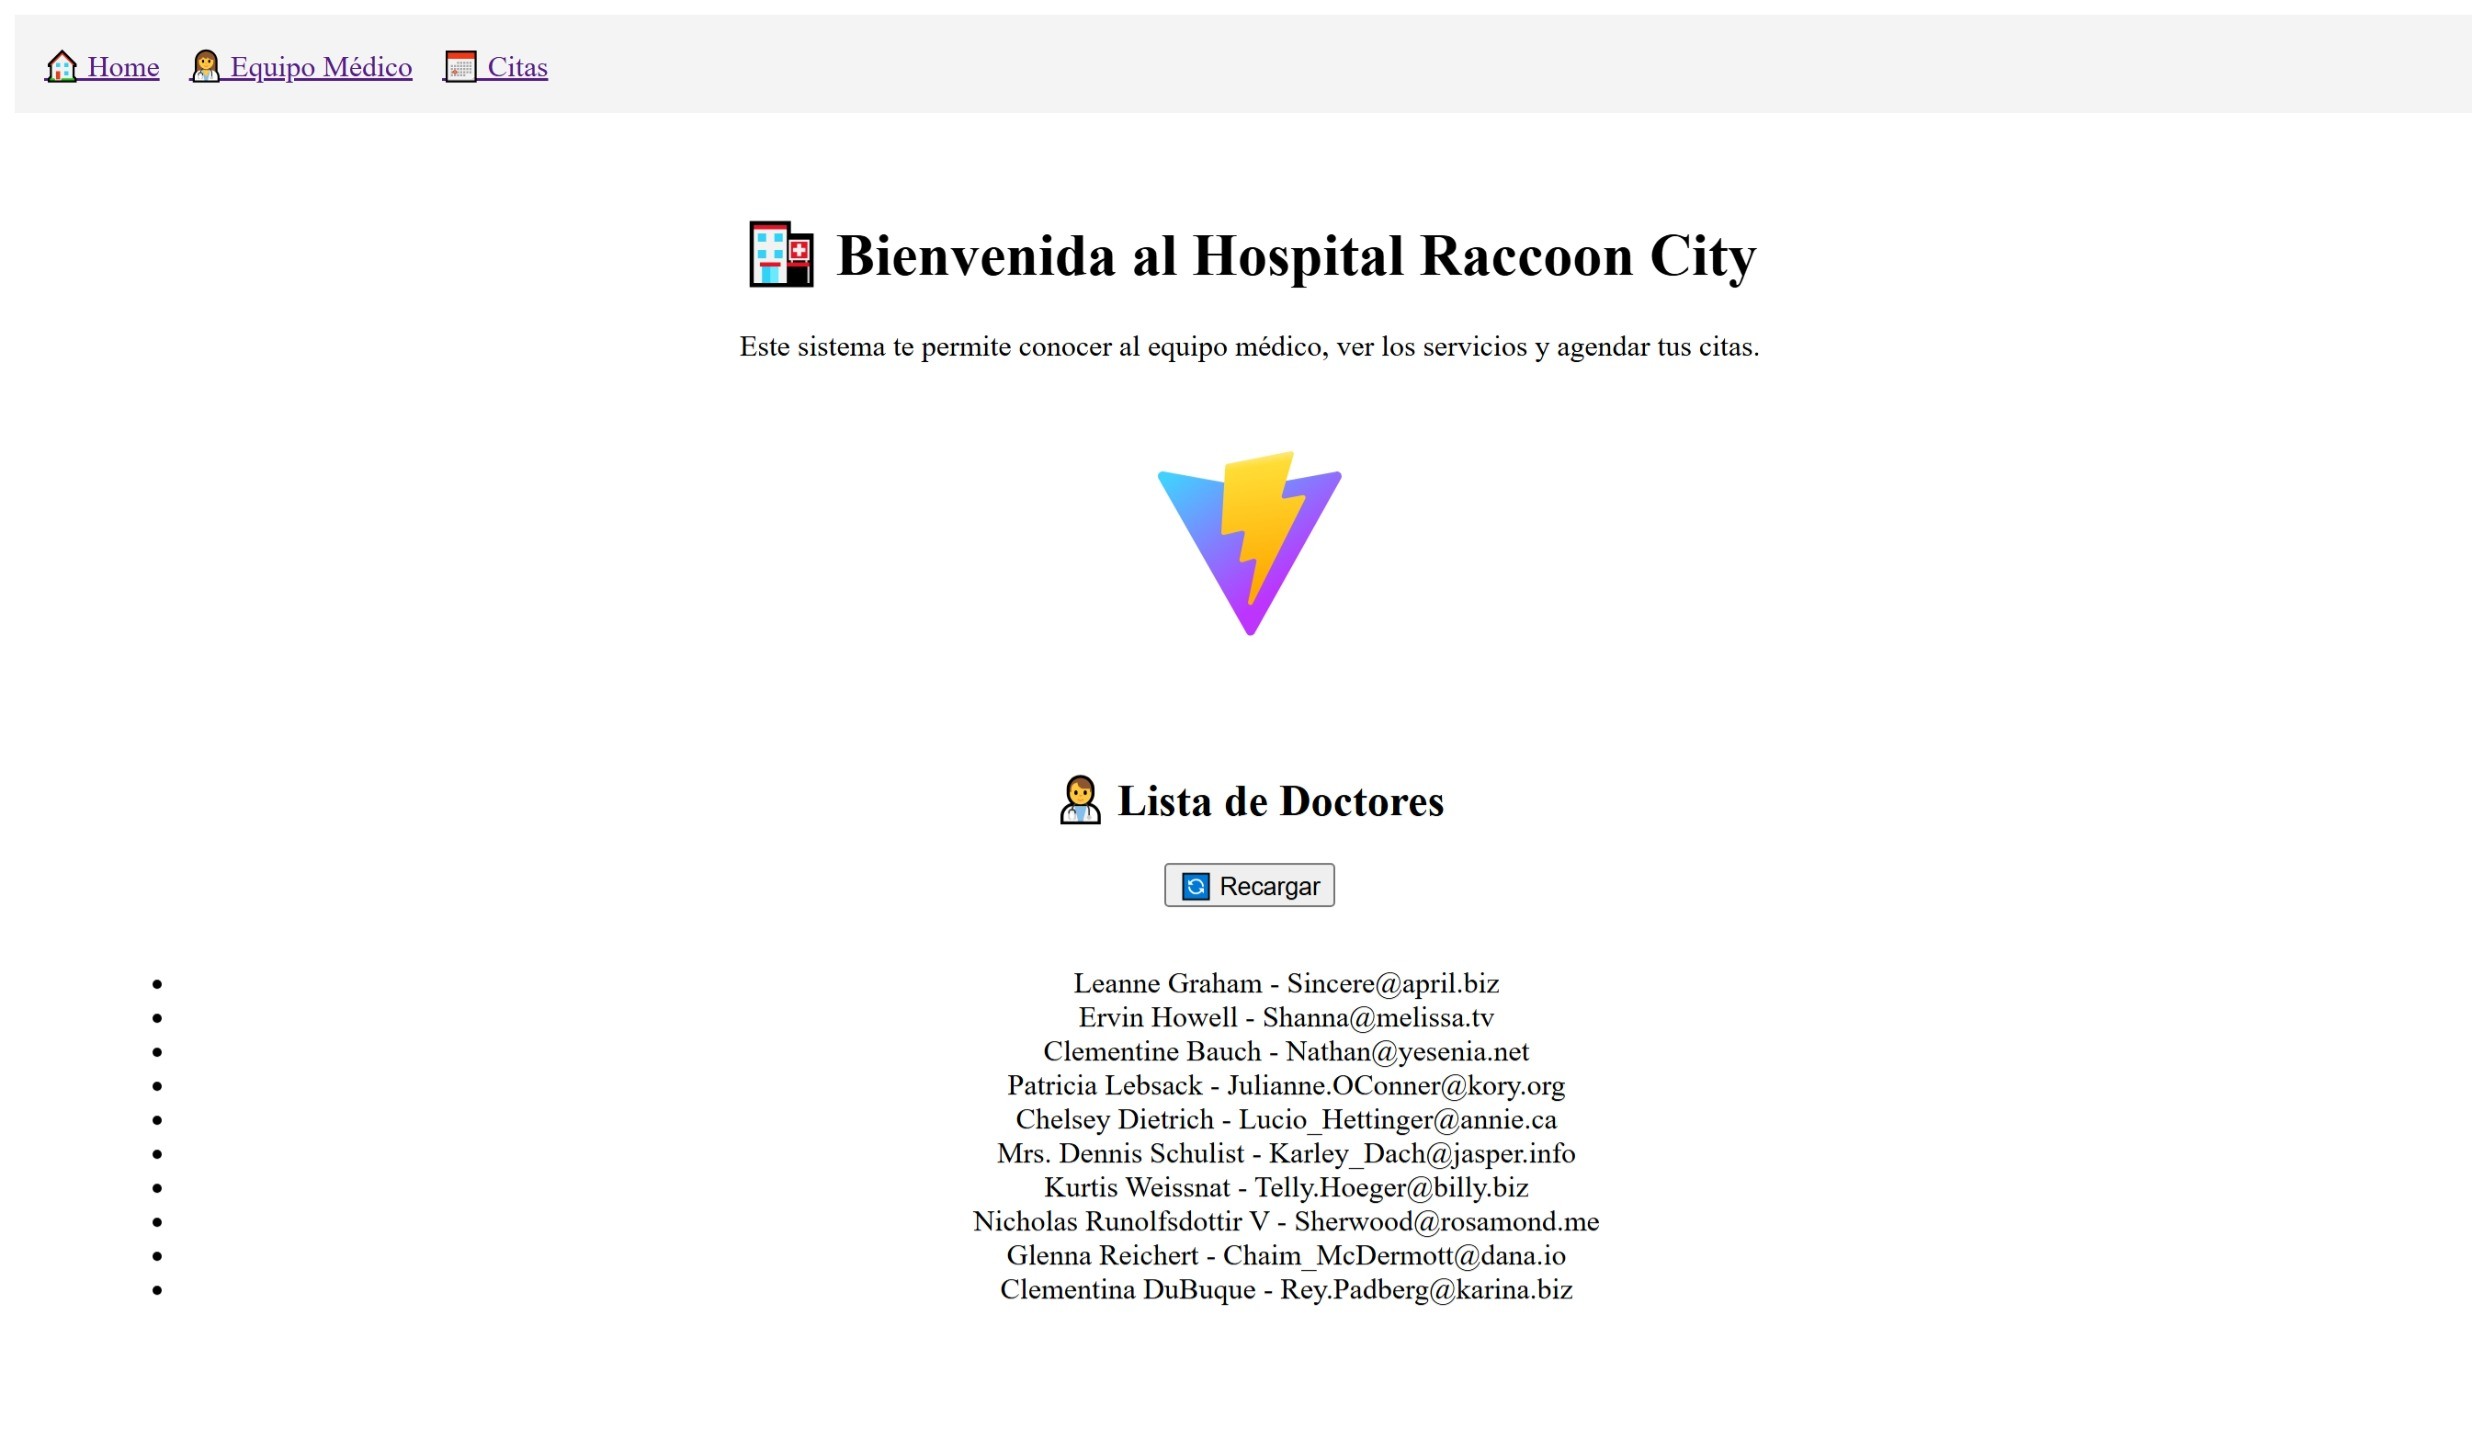 Home Equipo Médico Citas
Bienvenida al Hospital Raccoon City
Este sistema te permite conocer al equipo médico, ver los servicios y agendar tus citas.
Lista de Doctores
Recargar
Leanne Graham - Sincere@april.biz
Ervin Howell - Shanna@melissa.tv
Clementine Bauch - Nathan@yesenia.net
Patricia Lebsack - Julianne.OConner@kory.org
Chelsey Dietrich - Lucio_Hettinger@annie.ca
Mrs. Dennis Schulist - Karley_Dach@jasper.info
Kurtis Weissnat - Telly.Hoeger@billy.biz
Nicholas Runolfsdottir V - Sherwood@rosamond.me
Glenna Reichert - Chaim_McDermott@dana.io
Clementina DuBuque - Rey.Padberg@karina.biz